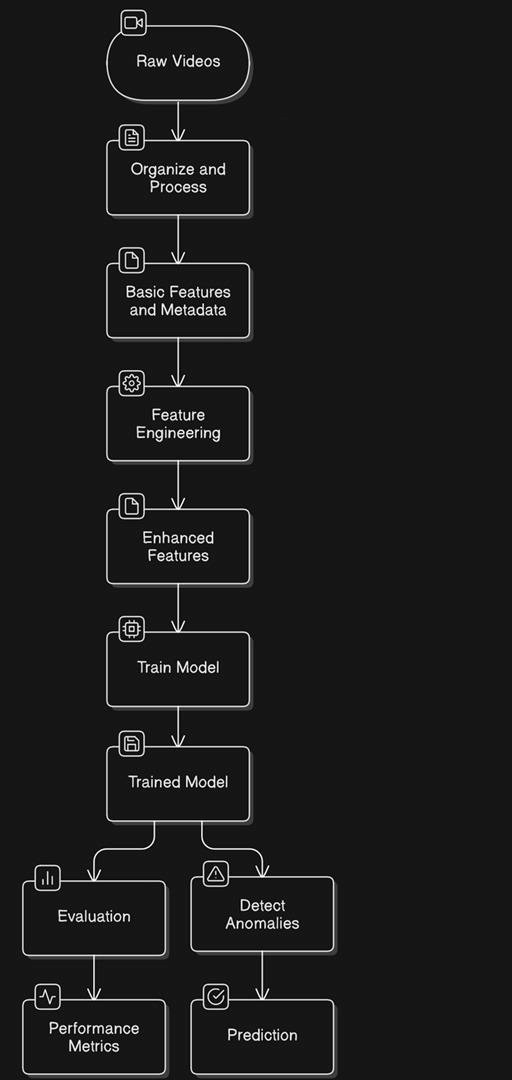 Raw Videos
Organize and
Process
Basic Features
and Metadata
Feature
Engineering
Enhanced
Features
Train Model
Trained Model
Evaluation
Detect
Anomalies
Performance
Metrics
Prediction